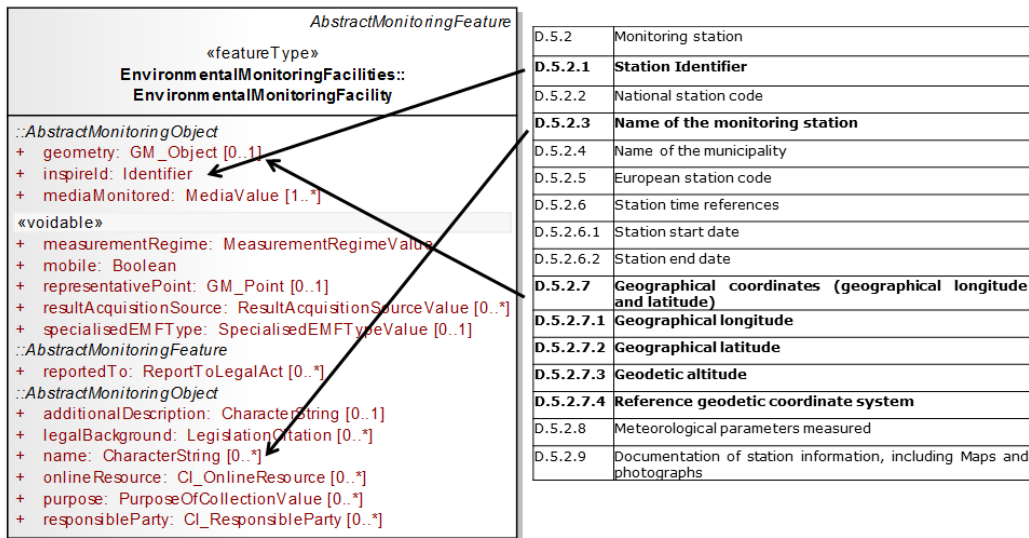 AbstractMonitoringFeature
«featureType»
EnvironmentalMonitoringFacilities::
EnvironmentalMonitoringFacility
::AbstractMonitoringObject
+ geometry: GM_Object [0..1]
+ inspireId: Identifier
+ mediaMonitored: MediaValue [1..*]
«voidable»
+ measurementRegime: MeasurementRegimeValue
+ mobile: Boolean
+ representativePoint: GM_Point [0..1]
+ resultAcquisitionSource: ResultAcquisitionSourceValue [0..*]
+ specialisedEMFType: SpecialisedEMFTypeValue [0..1]
::AbstractMonitoringFeature
+ reportedTo: ReportToLegalAct [0..*]
::AbstractMonitoringObject
+ additionalDescription: CharacterString [0..1]
+ legalBackground: LegislationCitation [0..*]
+ name: CharacterString [0..*]
+ onlineResource: CI_OnlineResource [0..*]
+ purpose: PurposeOfCollectionValue [0..*]
+ responsibleParty: CI_ResponsibleParty [0..*]
D.5.2 Monitoring station
D.5.2.1 Station Identifier
D.5.2.2 National station code
D.5.2.3 Name of the monitoring station
D.5.2.4 Name of the municipality
D.5.2.5 European station code
D.5.2.6 Station time references
D.5.2.6.1 Station start date
D.5.2.6.2 Station end date
D.5.2.7 Geographical coordinates (geographical longitude
and latitude)
D.5.2.7.1 Geographical longitude
D.5.2.7.2 Geographical latitude
D.5.2.7.3 Geodetic altitude
D.5.2.7.4 Reference geodetic coordinate system
D.5.2.8 Meteorological parameters measured
D.5.2.9 Documentation of station information, including Maps and
photographs